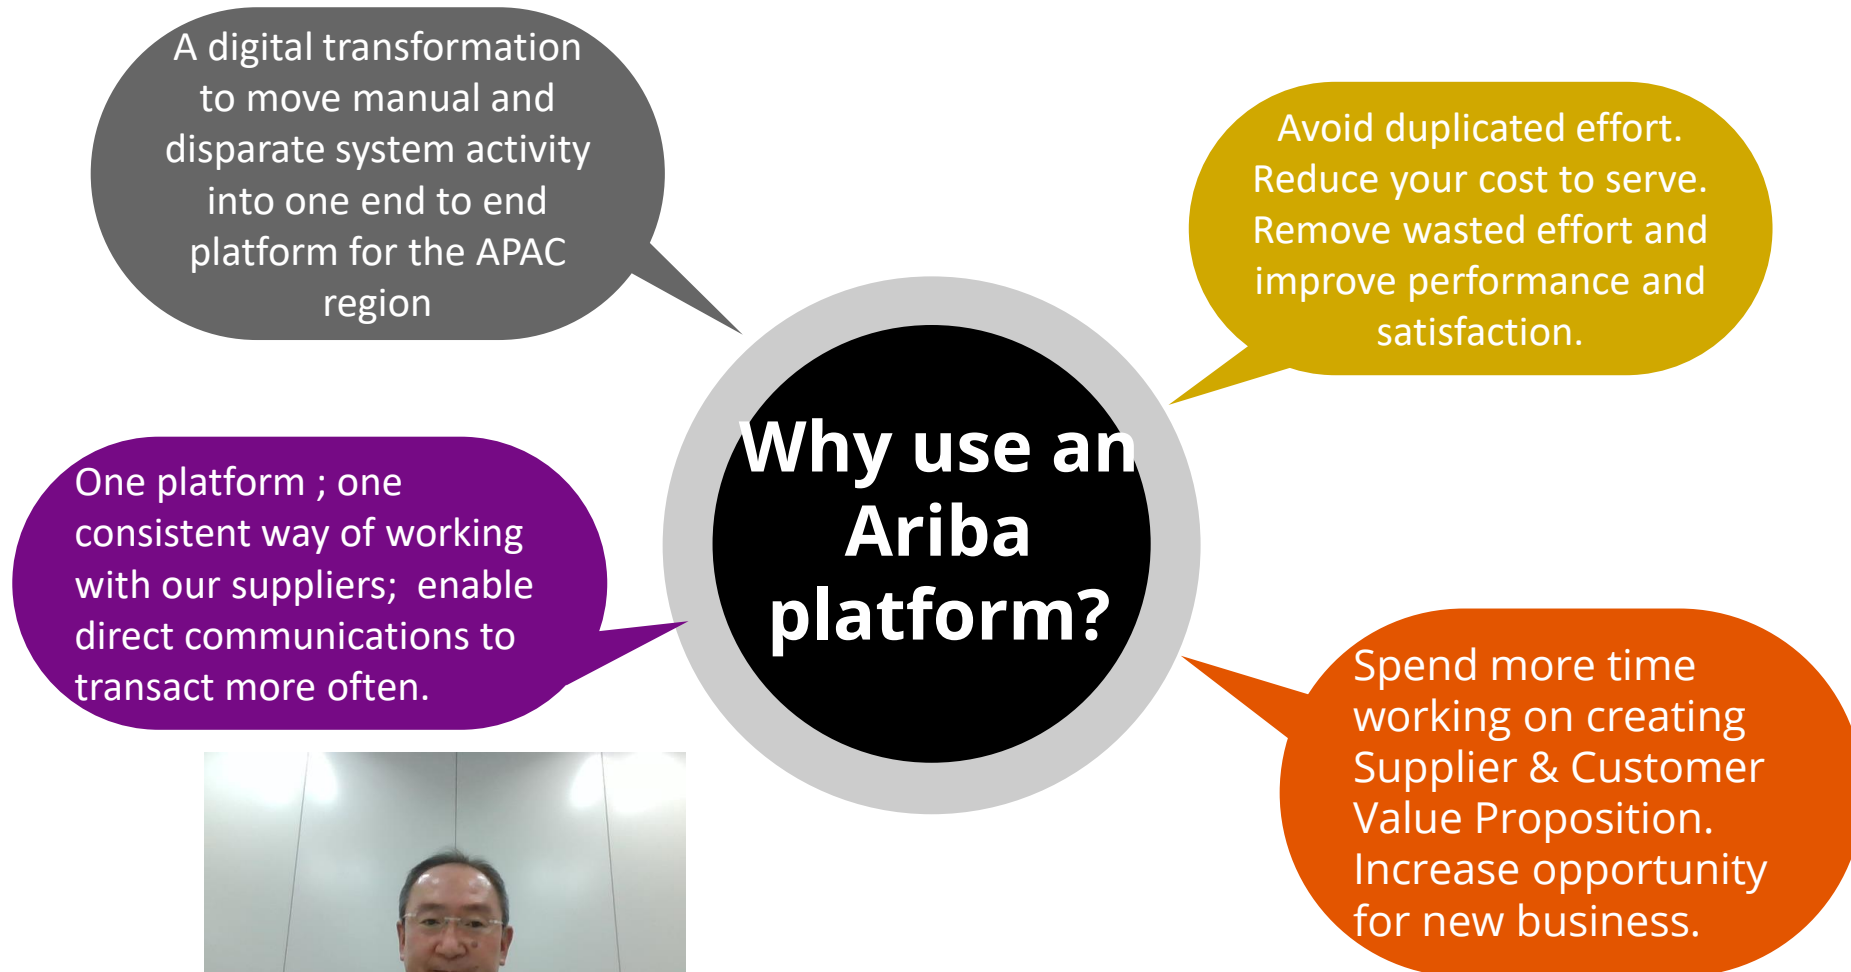 A digital transformation
to move manual and
disparate system activity
into one end to end
platform for the APAC
region
Avoid duplicated effort.
Reduce your cost to serve.
Remove wasted effort and
improve performance and
satisfaction.
Why use an
Ariba
platform?
One platform ; one
consistent way of working
with our suppliers;  enable
direct communications to
transact more often.
Spend more time
working on creating
Supplier & Customer
Value Proposition.
Increase opportunity
for new business.